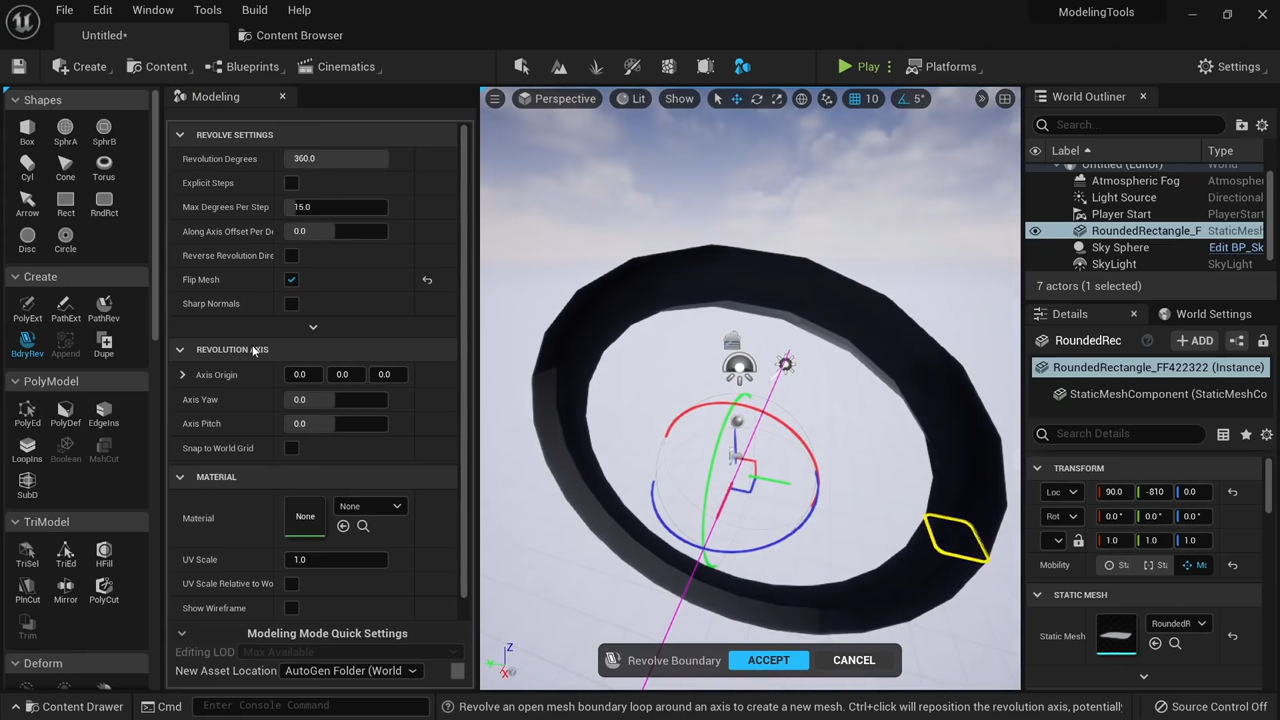 File Edit Window Tools Build Help
ModelingTools
Untitled*
Content Browser
Create
Content
Blueprints
Cinematics
Play
Platforms
Settings
Shapes
Box SphrA SphrB
Cyl Cone Torus
Arrow Rect RndRct
Disc Circle
Create
PolyExt PathExt PathRev
BdryRev Append Dupe
PolyModel
PolyEd PolyDef EdgeIns
LoopIns Boolean MshCut
SubD
TriModel
TriSel TriEd HFill
PlnCut Mirror PolyCut
Trim
Deform
Modeling
REVOLVE SETTINGS
Revolution Degrees 360.0
Explicit Steps
Max Degrees Per Step 15.0
Along Axis Offset Per De 0.0
Reverse Revolution Dire
Flip Mesh
Sharp Normals
REVOLUTION AXIS
Axis Origin 0.0 0.0 0.0
Axis Yaw 0.0
Axis Pitch 0.0
Snap to World Grid
MATERIAL
Material None None
UV Scale 1.0
UV Scale Relative to Wo
Show Wireframe
Modeling Mode Quick Settings
Editing LOD Max Available
New Asset Location AutoGen Folder (World
Perspective Lit Show 10 5°
Z
Y
X
Revolve Boundary ACCEPT CANCEL
World Outliner
Search...
Label Type
Untitled (Editor) World
Atmospheric Fog Atmosphe
Light Source Directional
Player Start PlayerStart
RoundedRectangle_F StaticMesh
Sky Sphere Edit BP_Sk
SkyLight SkyLight
7 actors (1 selected)
Details World Settings
RoundedRec ADD
RoundedRectangle_FF422322 (Instance)
StaticMeshComponent (StaticMeshCo
Search Details
TRANSFORM
Loc 90.0 -810 0.0
Rot 0.0° 0.0° 0.0°
1.0 1.0 1.0
Mobility St St Mo
STATIC MESH
Static Mesh RoundedR
Content Drawer Cmd Enter Console Command Revolve an open mesh boundary loop around an axis to create a new mesh. Ctrl+click will reposition the revolution axis, potentially Source Control Off